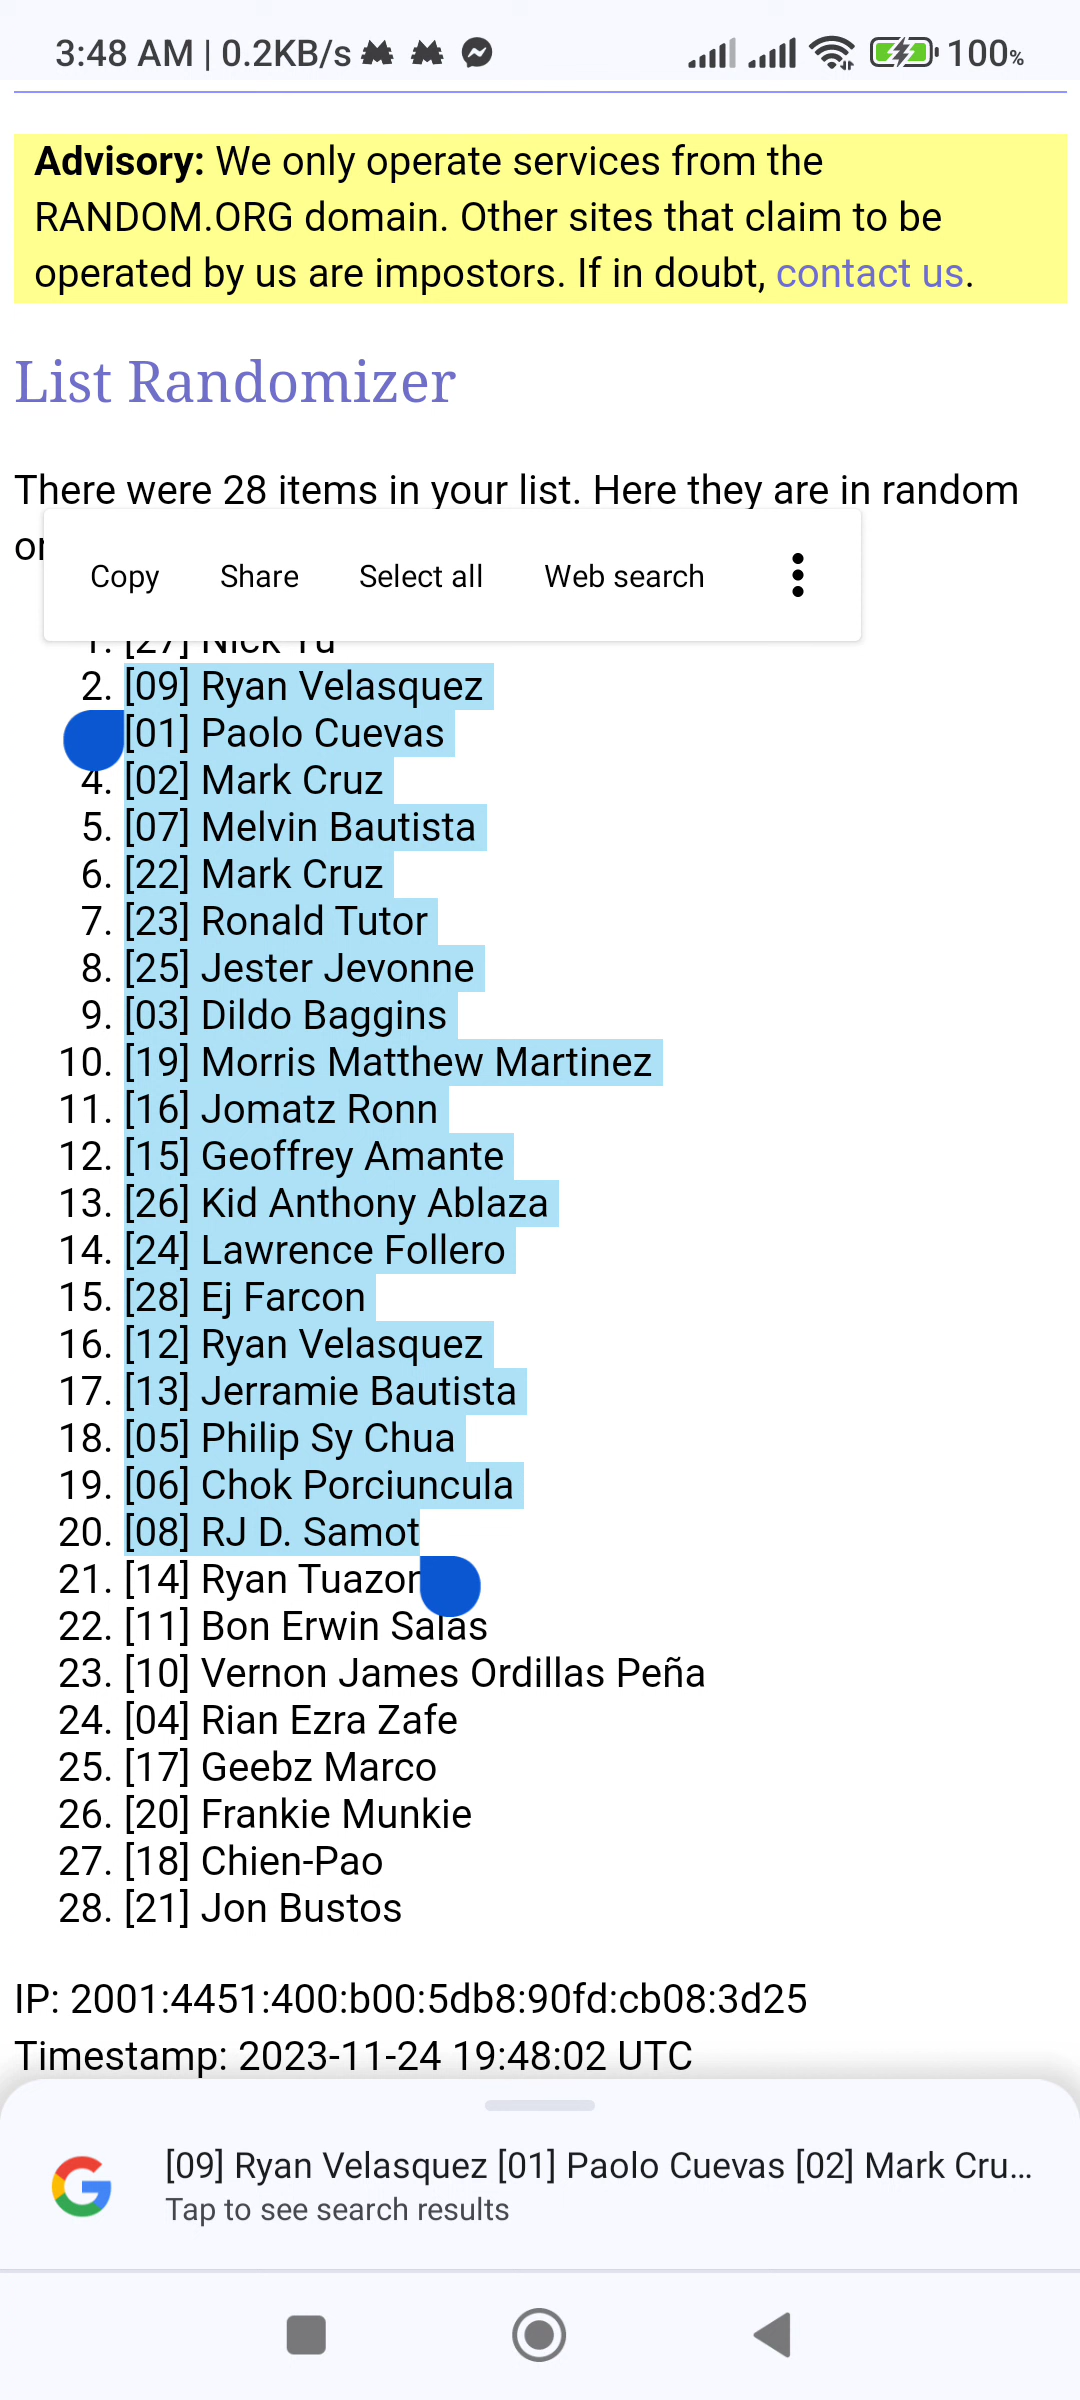 3:48 AM | 0.2KB/s 100%
Advisory: We only operate services from the
RANDOM.ORG domain. Other sites that claim to be
operated by us are impostors. If in doubt, contact us.
List Randomizer
There were 28 items in your list. Here they are in random
Copy Share Select all Web search
1. [27] Nick Yu
2. [09] Ryan Velasquez
[01] Paolo Cuevas
4. [02] Mark Cruz
5. [07] Melvin Bautista
6. [22] Mark Cruz
7. [23] Ronald Tutor
8. [25] Jester Jevonne
9. [03] Dildo Baggins
10. [19] Morris Matthew Martinez
11. [16] Jomatz Ronn
12. [15] Geoffrey Amante
13. [26] Kid Anthony Ablaza
14. [24] Lawrence Follero
15. [28] Ej Farcon
16. [12] Ryan Velasquez
17. [13] Jerramie Bautista
18. [05] Philip Sy Chua
19. [06] Chok Porciuncula
20. [08] RJ D. Samot
21. [14] Ryan Tuazon
22. [11] Bon Erwin Salas
23. [10] Vernon James Ordillas Peña
24. [04] Rian Ezra Zafe
25. [17] Geebz Marco
26. [20] Frankie Munkie
27. [18] Chien-Pao
28. [21] Jon Bustos
IP: 2001:4451:400:b00:5db8:90fd:cb08:3d25
Timestamp: 2023-11-24 19:48:02 UTC
[09] Ryan Velasquez [01] Paolo Cuevas [02] Mark Cru...
Tap to see search results